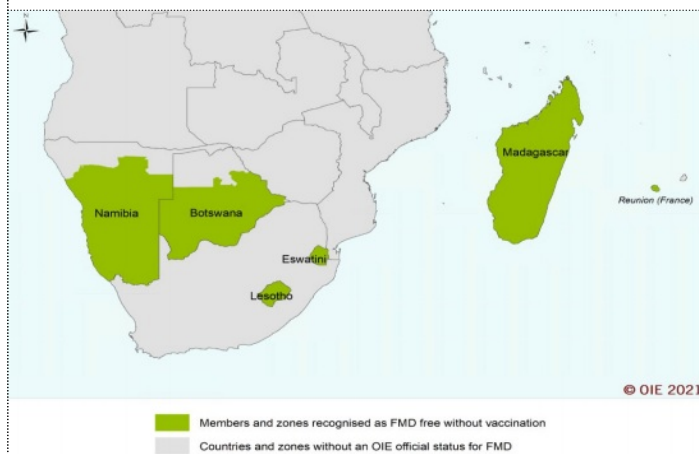 N
Madagascar
Reunion (France)
Namibia
Botswana
Eswatini
Lesotho
© OIE 2021
Members and zones recognised as FMD free without vaccination
Countries and zones without an OIE official status for FMD